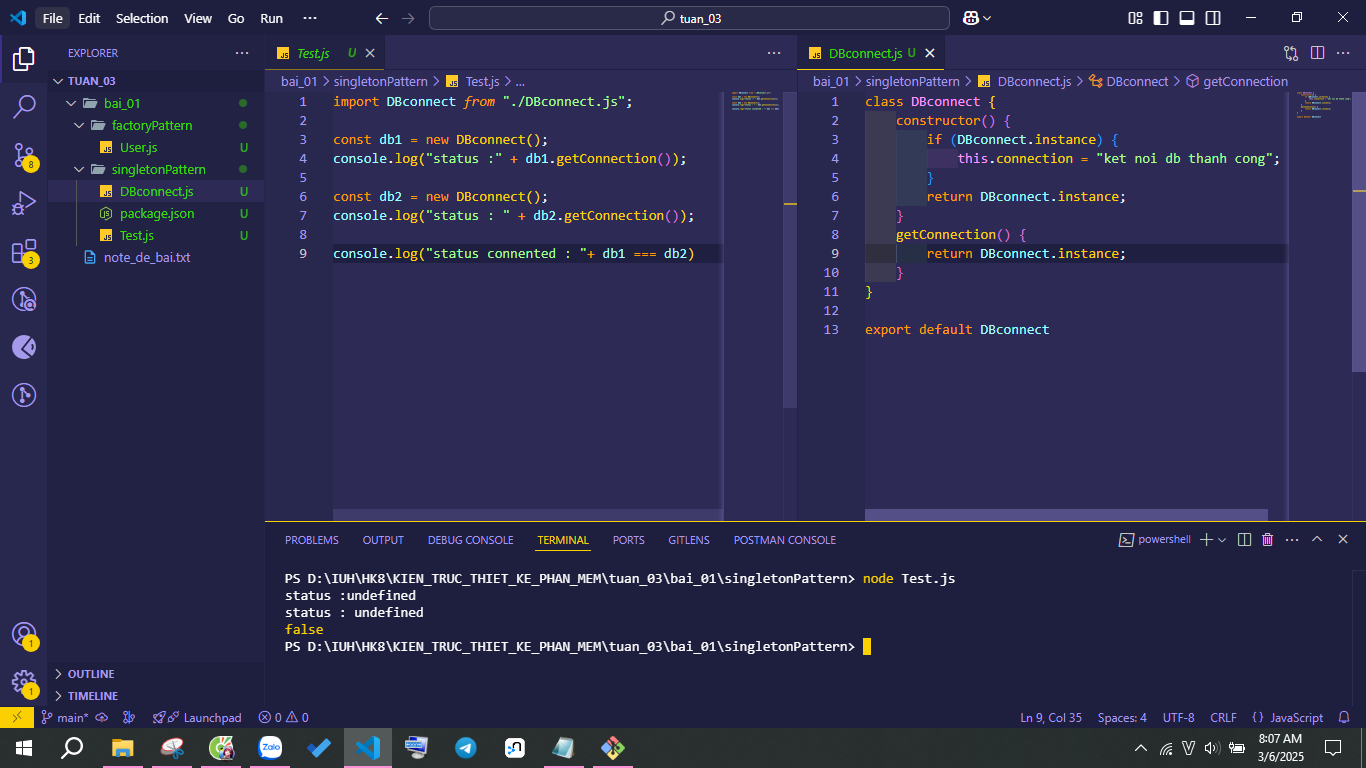 File Edit Selection View Go Run ··· tuan_03
EXPLORER ···
TUAN_03
bai_01
factoryPattern
User.js U
singletonPattern
DBconnect.js U
package.json U
Test.js U
note_de_bai.txt
OUTLINE
TIMELINE
8
3
1
1
Test.js U
bai_01 > singletonPattern > Test.js > ...
1 import DBconnect from "./DBconnect.js";
2
3 const db1 = new DBconnect();
4 console.log("status :" + db1.getConnection());
5
6 const db2 = new DBconnect();
7 console.log("status : " + db2.getConnection());
8
9 console.log("status connented : "+ db1 === db2)
DBconnect.js U
bai_01 > singletonPattern > DBconnect.js > DBconnect > getConnection
1 class DBconnect {
2 constructor() {
3 if (DBconnect.instance) {
4 this.connection = "ket noi db thanh cong";
5 }
6 return DBconnect.instance;
7 }
8 getConnection() {
9 return DBconnect.instance;
10 }
11 }
12
13 export default DBconnect
PROBLEMS OUTPUT DEBUG CONSOLE TERMINAL PORTS GITLENS POSTMAN CONSOLE powershell
PS D:\IUH\HK8\KIEN_TRUC_THIET_KE_PHAN_MEM\tuan_03\bai_01\singletonPattern> node Test.js
status :undefined
status : undefined
false
PS D:\IUH\HK8\KIEN_TRUC_THIET_KE_PHAN_MEM\tuan_03\bai_01\singletonPattern>
main* Launchpad 0 0 Ln 9, Col 35 Spaces: 4 UTF-8 CRLF {} JavaScript
Zalo
8:07 AM
3/6/2025